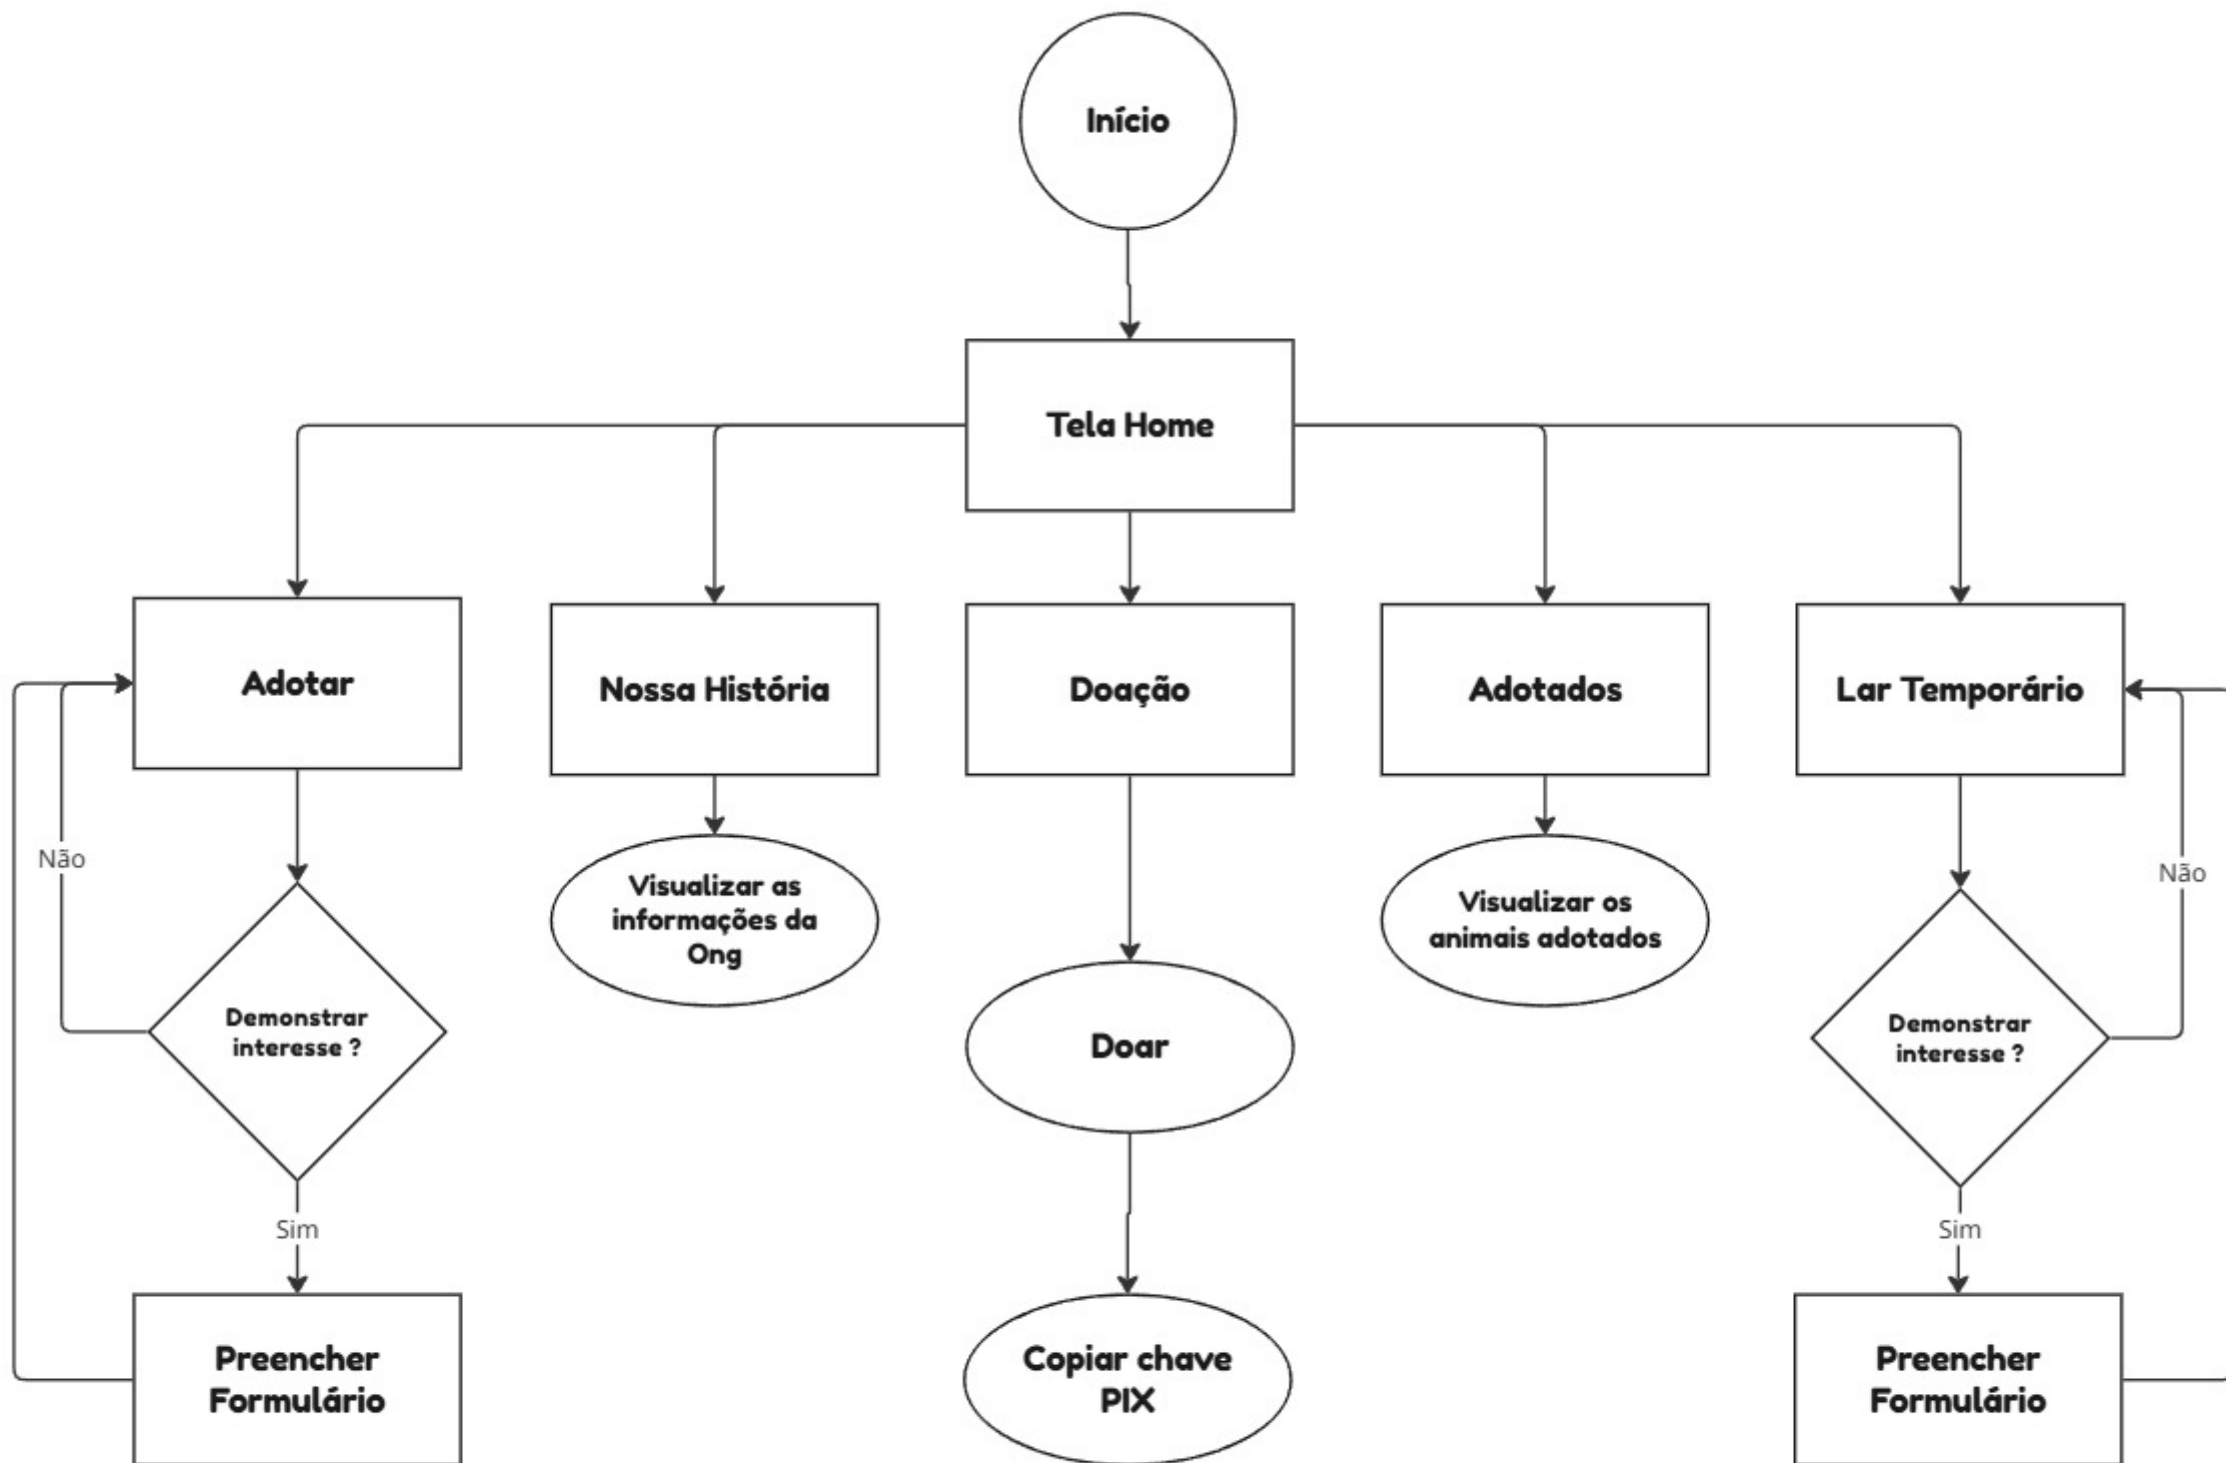 Início
Tela Home
Adotar
Nossa História
Doação
Adotados
Lar Temporário
Não
Visualizar as
informações da
Ong
Visualizar os
animais adotados
Não
Demonstrar
interesse ?
Doar
Demonstrar
interesse ?
Sim
Sim
Preencher
Formulário
Copiar chave
PIX
Preencher
Formulário